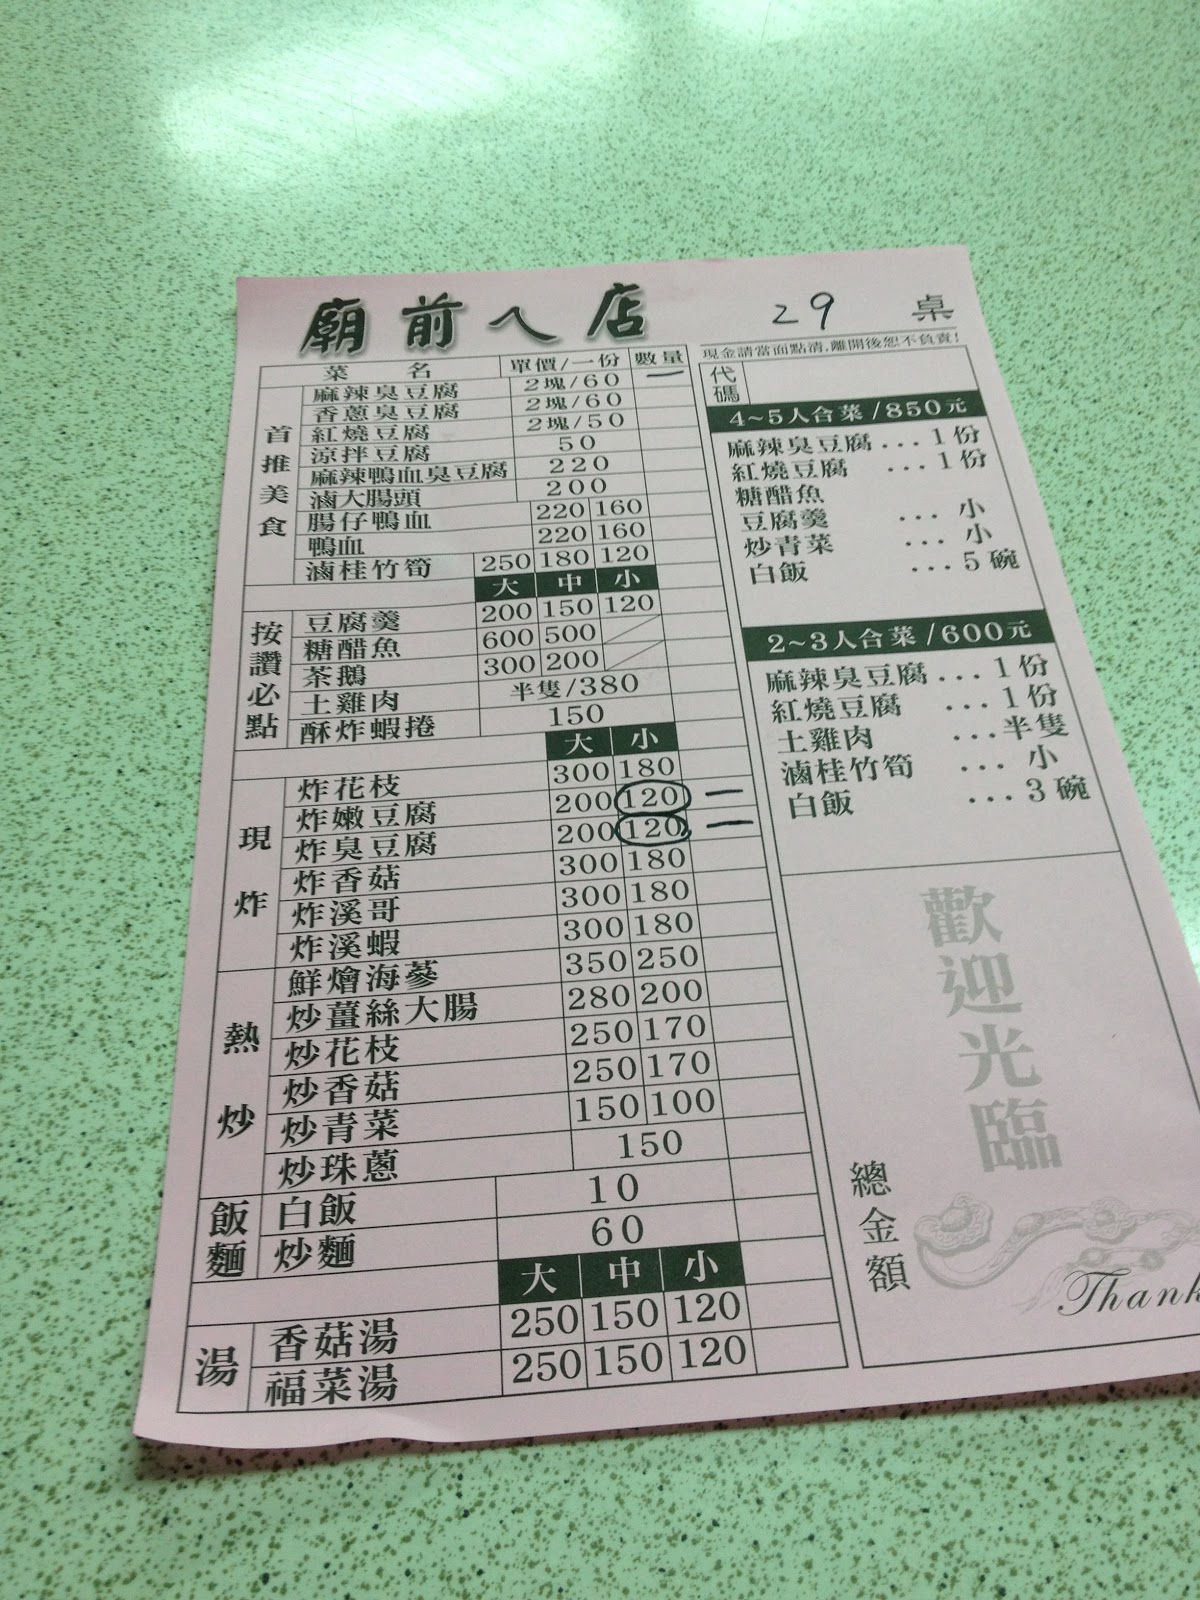 廟前ㄟ店
29 桌
現金請當面點清,離開後恕不負責!
菜名 單價/一份 數量
首推美食
麻辣臭豆腐 2塊/60 一
香蔥臭豆腐 2塊/60
紅燒豆腐 2塊/50
涼拌豆腐 50
麻辣鴨血臭豆腐 220
滷大腸頭 200
腸仔鴨血 220 160
鴨血 220 160
滷桂竹筍 250 180 120
大 中 小
按讚必點
豆腐羹 200 150 120
糖醋魚 600 500
茶鵝 300 200
土雞肉 半隻/380
酥炸蝦捲 150
大 小
現炸
炸花枝 300 180
炸嫩豆腐 200 120 一
炸臭豆腐 200 120 一
炸香菇 300 180
炸溪哥 300 180
炸溪蝦 300 180
熱炒
鮮燴海蔘 350 250
炒薑絲大腸 280 200
炒花枝 250 170
炒香菇 250 170
炒青菜 150 100
炒珠蔥 150
飯麵
白飯 10
炒麵 60
大 中 小
湯
香菇湯 250 150 120
福菜湯 250 150 120
代碼
4~5人合菜/850元
麻辣臭豆腐...1份
紅燒豆腐 ...1份
糖醋魚
豆腐羹 ...小
炒青菜 ...小
白飯 ...5碗
2~3人合菜/600元
麻辣臭豆腐...1份
紅燒豆腐 ...1份
土雞肉 ...半隻
滷桂竹筍 ...小
白飯 ...3碗
歡迎光臨
總金額
Thank